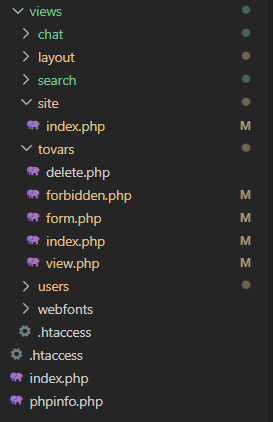 views
chat
layout
search
site
index.php M
tovars
delete.php
forbidden.php M
form.php M
index.php M
view.php M
users
webfonts
.htaccess
.htaccess
index.php
phpinfo.php